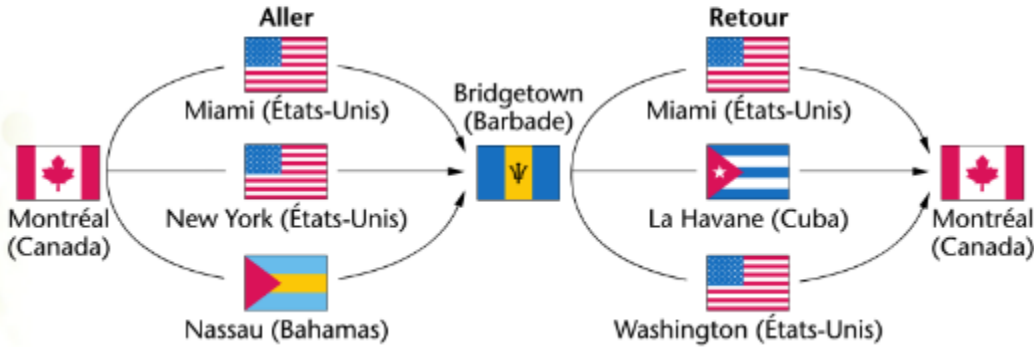 Aller
Retour
Miami (États-Unis)
Bridgetown
(Barbade)
Miami (États-Unis)
Montréal
(Canada)
New York (États-Unis)
La Havane (Cuba)
Montréal
(Canada)
Nassau (Bahamas)
Washington (États-Unis)